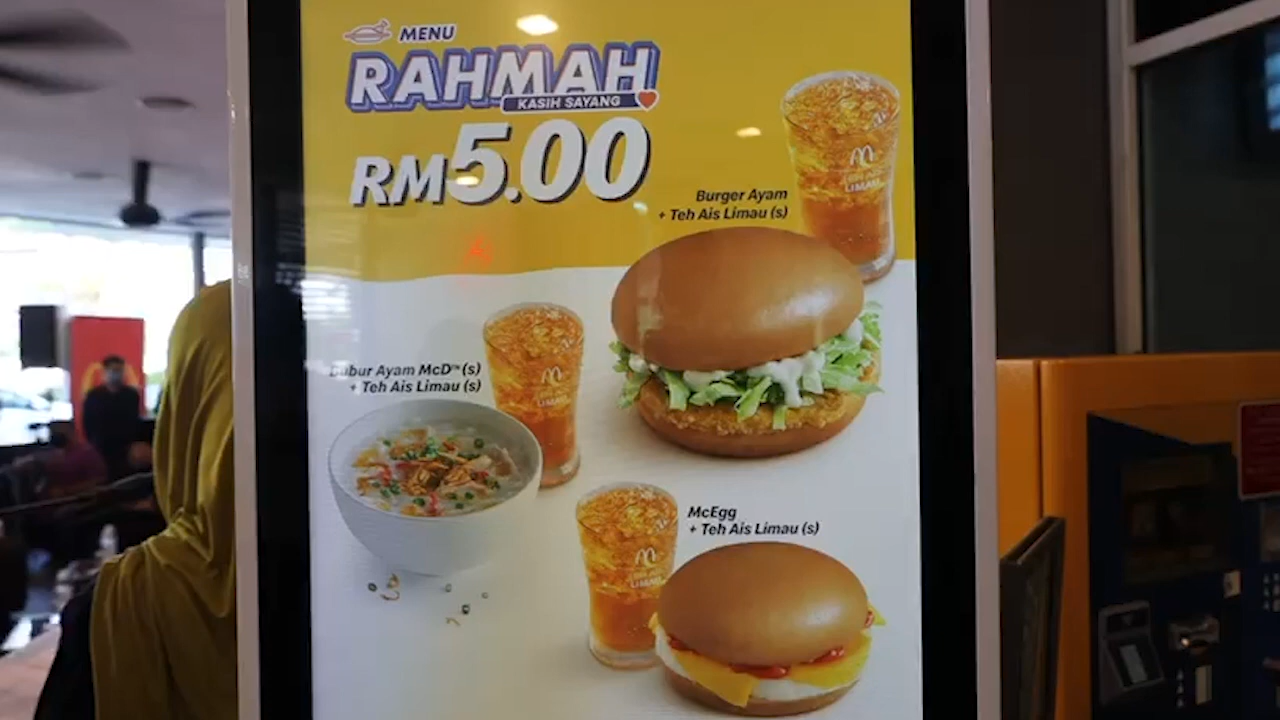 MENU
RAHMAH
KASIH SAYANG
RM5.00
Burger Ayam
+ Teh Ais Limau (s)
Bubur Ayam McD™ (s)
+ Teh Ais Limau (s)
McEgg
+ Teh Ais Limau (s)
LIMAU